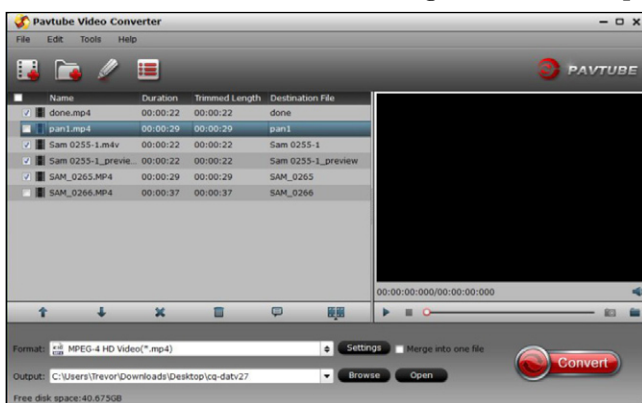 Pavtube Video Converter
File Edit Tools Help
PAVTUBE
Name Duration Trimmed Length Destination File
done.mp4 00:00:22 00:00:22 done
pan1.mp4 00:00:29 00:00:29 pan1
Sam 0255-1.m4v 00:00:22 00:00:22 Sam 0255-1
Sam 0255-1_previe... 00:00:22 00:00:22 Sam 0255-1_preview
SAM_0265.MP4 00:00:29 00:00:29 SAM_0265
SAM_0266.MP4 00:00:37 00:00:37 SAM_0266
00:00:00:000/00:00:00:000
Format: MPEG-4 HD Video(*.mp4) Settings Merge into one file
Convert
Output: C:\Users\Trevor\Downloads\Desktop\cq-datv27 Browse Open
Free disk space:40.675GB